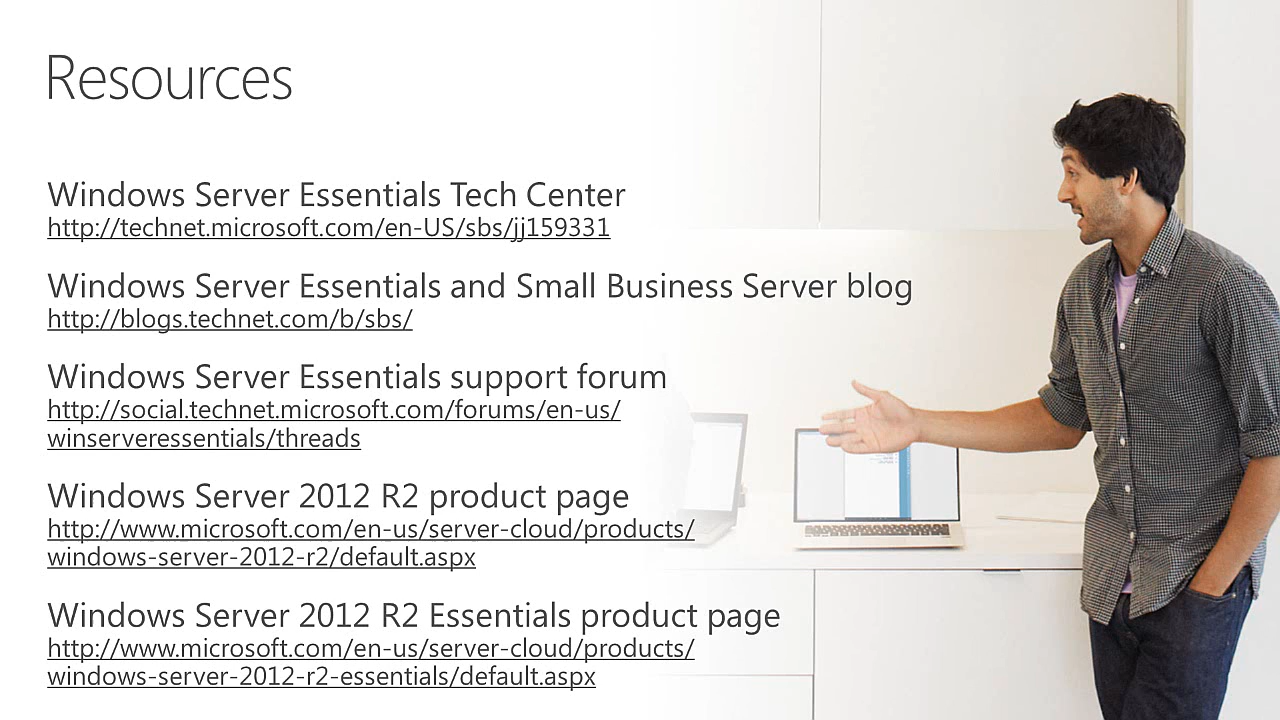 Resources
Windows Server Essentials Tech Center
http://technet.microsoft.com/en-US/sbs/jj159331
Windows Server Essentials and Small Business Server blog
http://blogs.technet.com/b/sbs/
Windows Server Essentials support forum
http://social.technet.microsoft.com/forums/en-us/
winserveressentials/threads
Windows Server 2012 R2 product page
http://www.microsoft.com/en-us/server-cloud/products/
windows-server-2012-r2/default.aspx
Windows Server 2012 R2 Essentials product page
http://www.microsoft.com/en-us/server-cloud/products/
windows-server-2012-r2-essentials/default.aspx